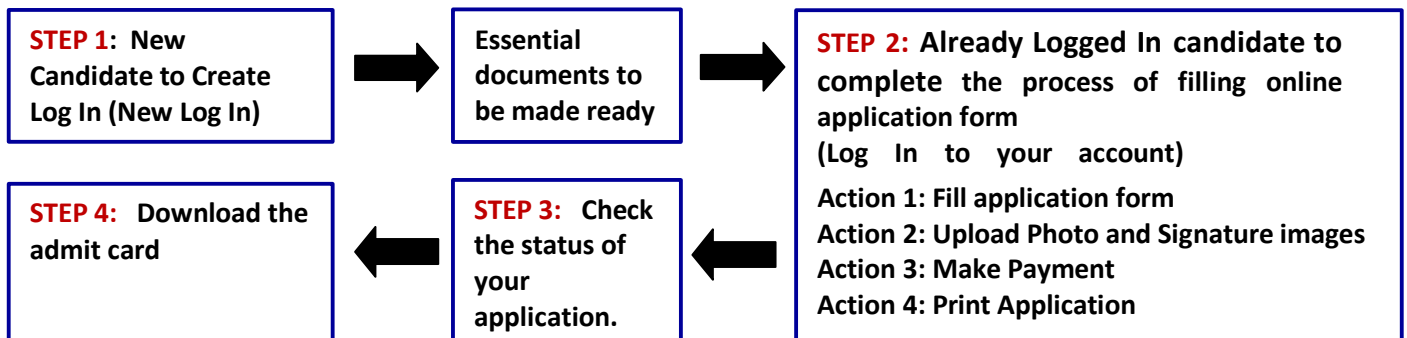 STEP 1: New
Candidate to Create
Log In (New Log In)
Essential
documents to
be made ready
STEP 2: Already Logged In candidate to
complete the process of filling online
application form
(Log In to your account)
Action 1: Fill application form
Action 2: Upload Photo and Signature images
Action 3: Make Payment
Action 4: Print Application
STEP 3: Check
the status of
your
application.
STEP 4: Download the
admit card